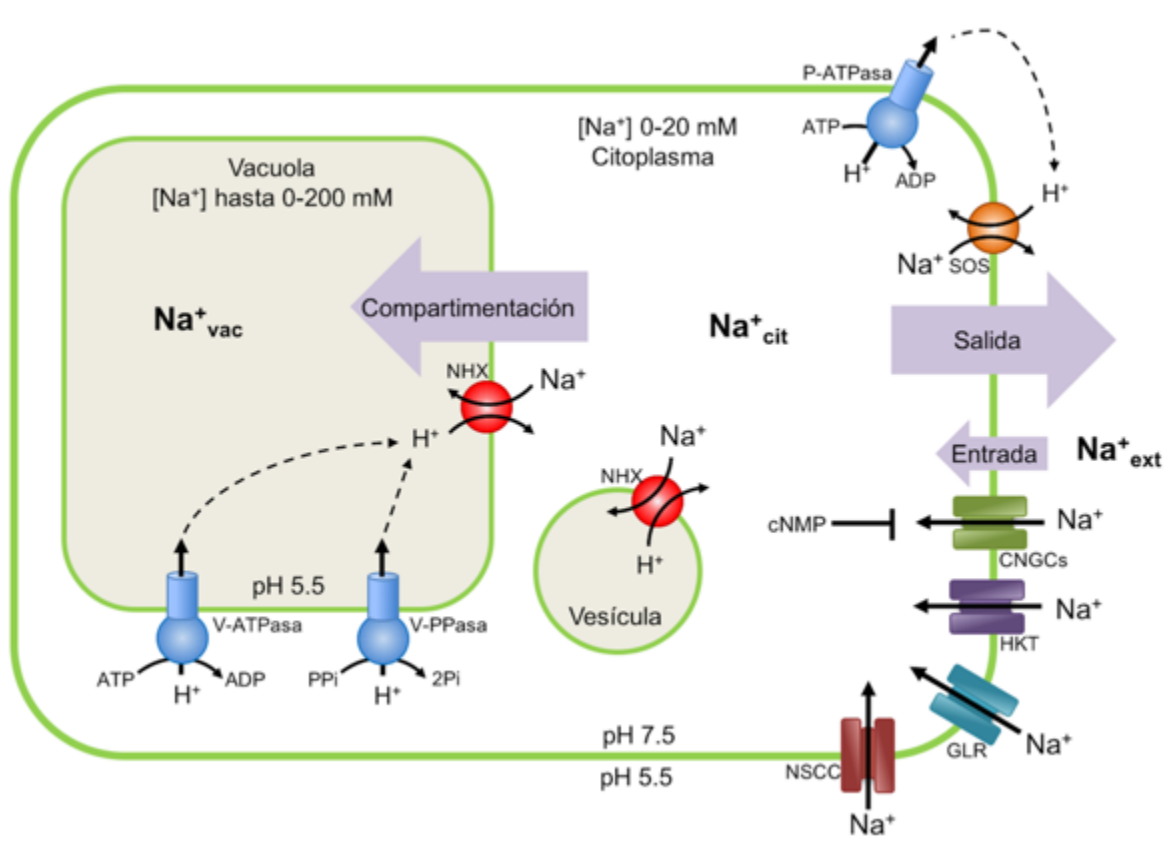 P-ATPasa
[Na⁺] 0-20 mM
Citoplasma
ATP
H⁺
ADP
Vacuola
[Na⁺] hasta 0-200 mM
H⁺
Na⁺
SOS
Compartimentación
Na⁺vac
Na⁺cit
Salida
NHX
Na⁺
H⁺
Na⁺
NHX
H⁺
Vesícula
Entrada
Na⁺ext
cNMP
Na⁺
CNGCs
Na⁺
HKT
pH 5.5
V-ATPasa
V-PPasa
ATP
H⁺
ADP
PPi
H⁺
2Pi
pH 7.5
pH 5.5
NSCC
GLR
Na⁺
Na⁺